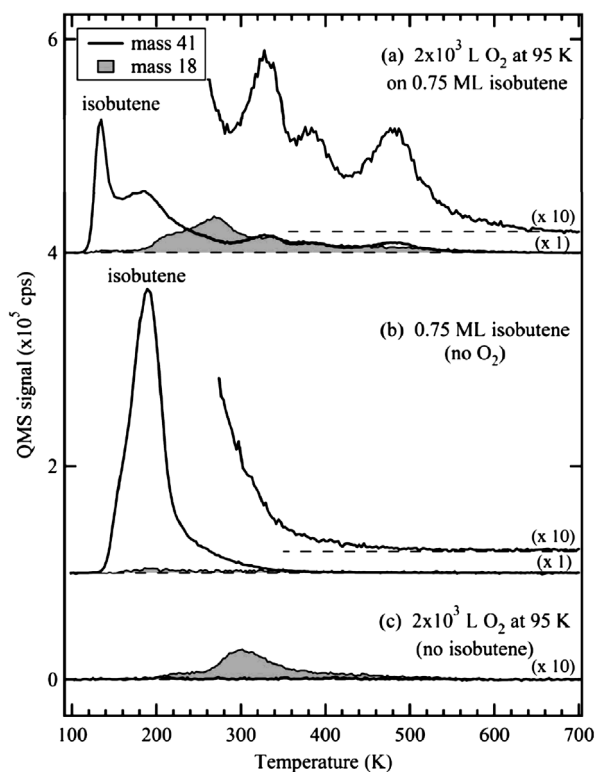 mass 41
mass 18
(a) 2x10³ L O₂ at 95 K
on 0.75 ML isobutene
isobutene
(x 10)
(x 1)
isobutene
(b) 0.75 ML isobutene
(no O₂)
(x 10)
(x 1)
(c) 2x10³ L O₂ at 95 K
(no isobutene)
(x 10)
QMS signal (x10⁵ cps)
6
4
2
0
100 200 300 400 500 600 700
Temperature (K)